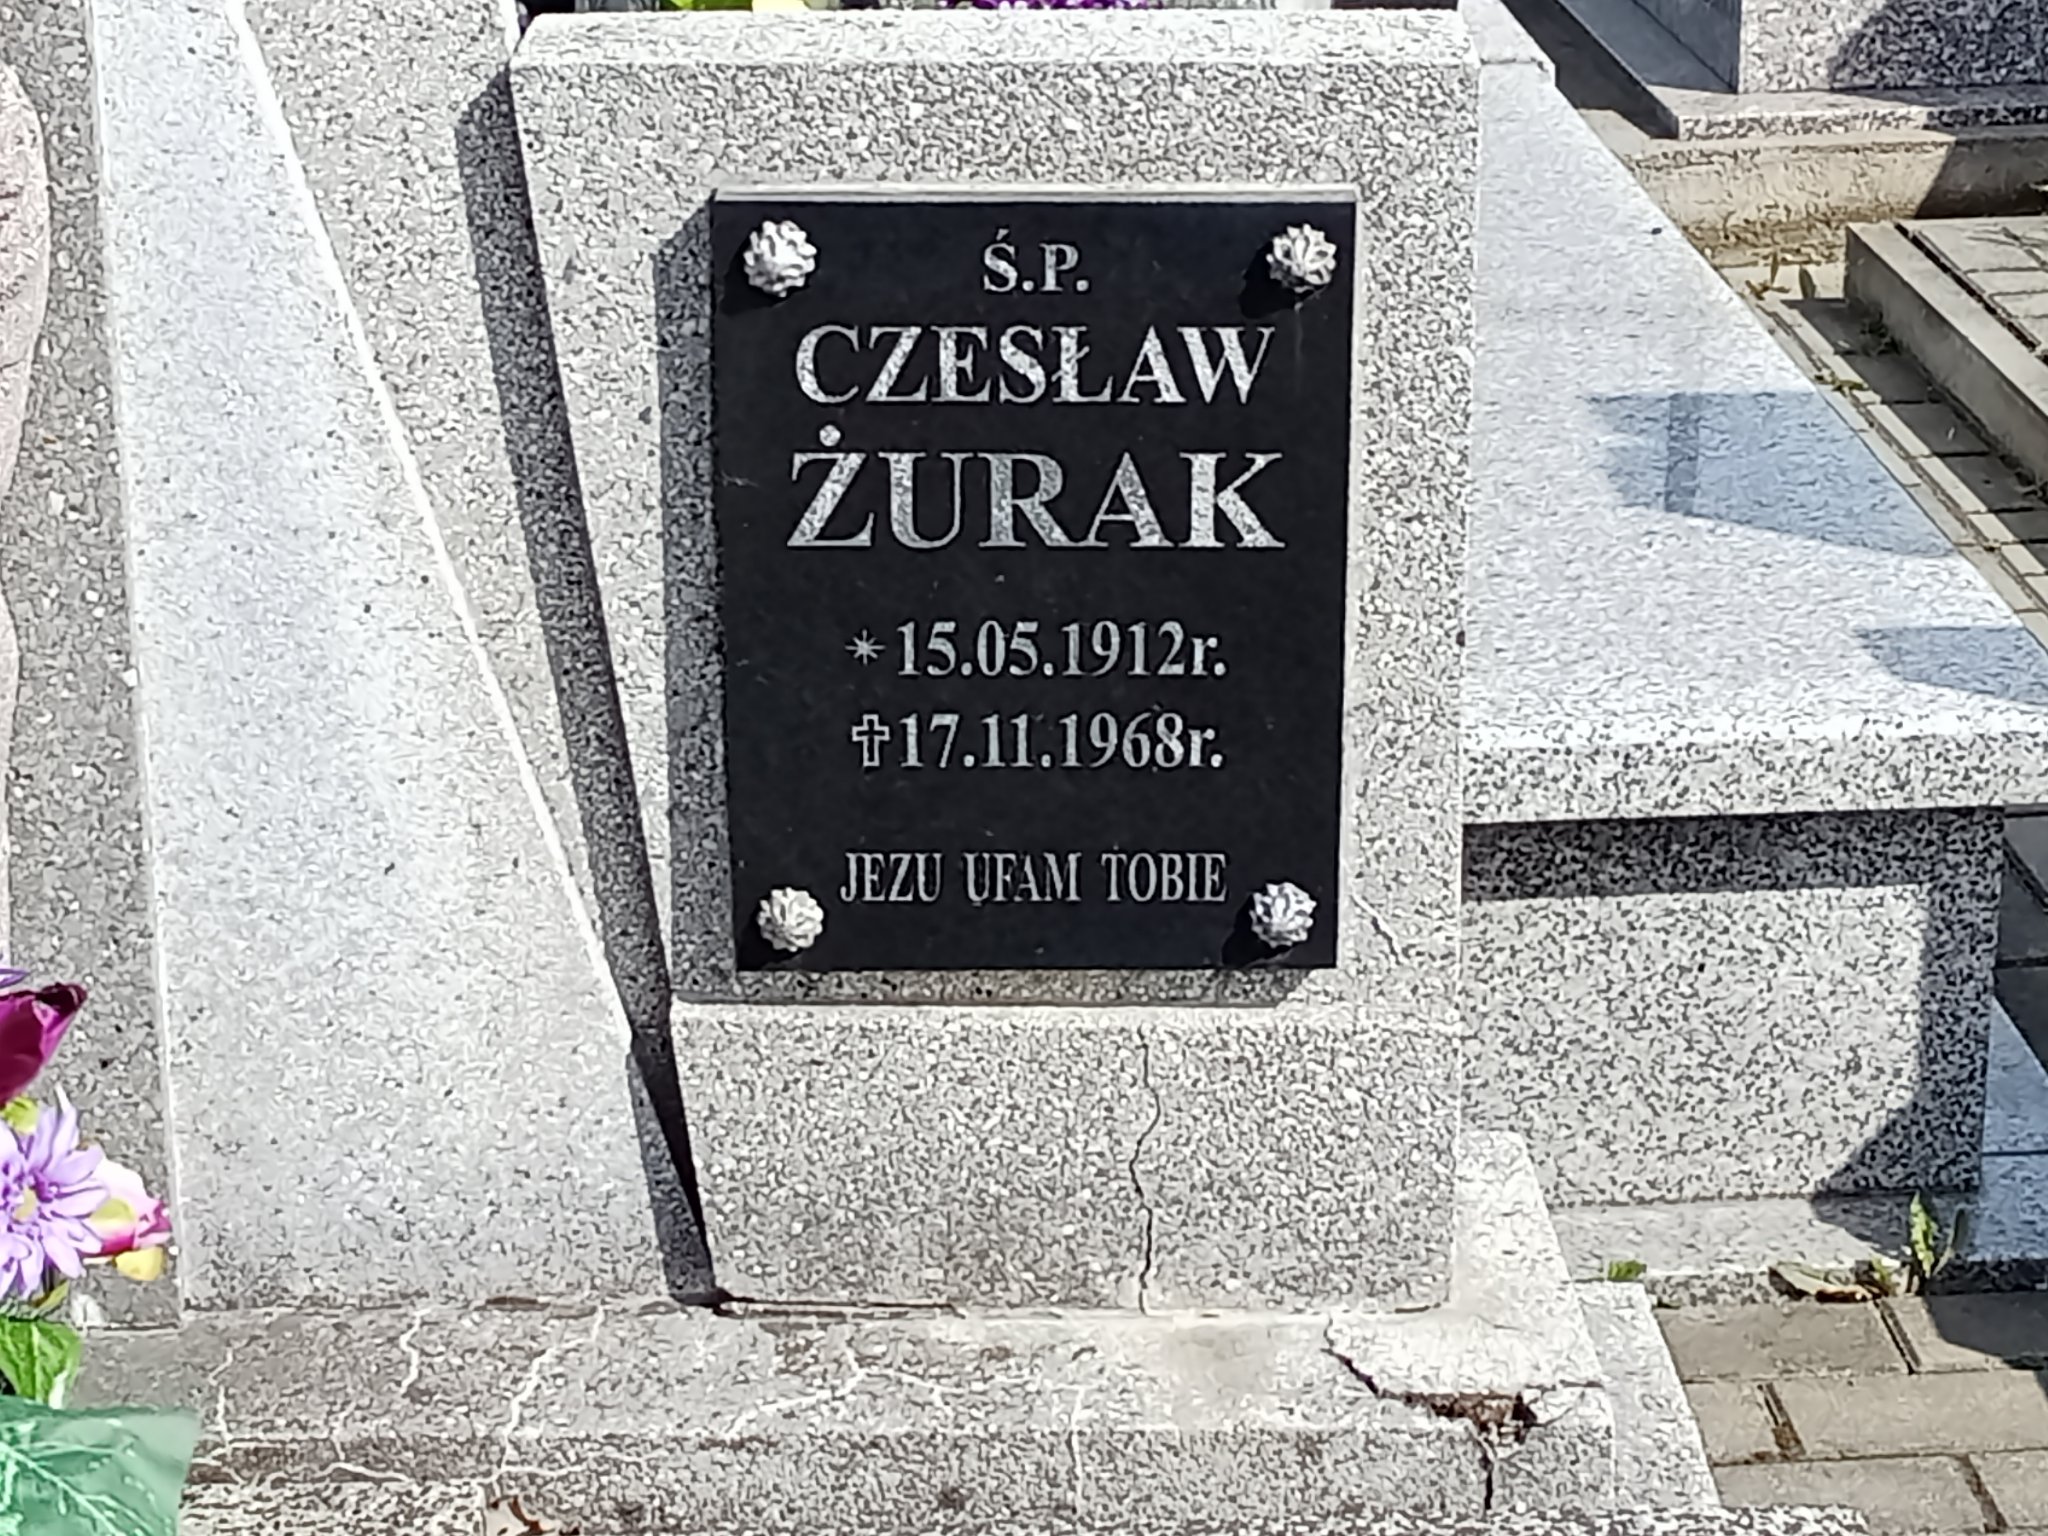 Ś.P.
CZESŁAW
ŻURAK
* 15.05.1912r.
✝17.11.1968r.
JEZU UFAM TOBIE